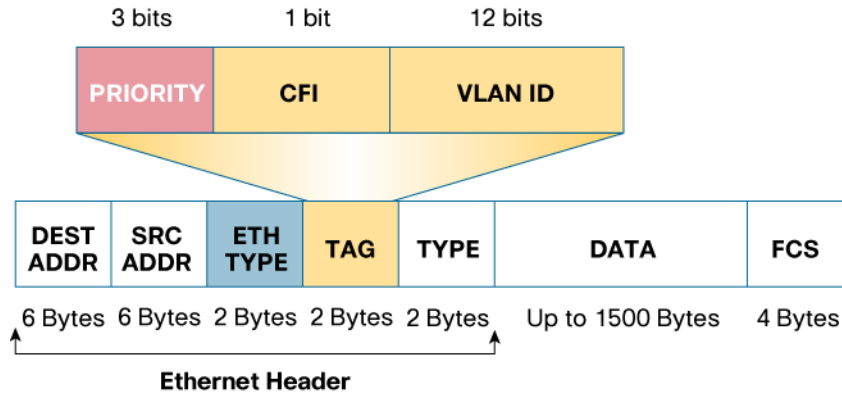 3 bits 1 bit 12 bits
PRIORITY CFI VLAN ID
DEST ADDR SRC ADDR ETH TYPE TAG TYPE DATA FCS
6 Bytes 6 Bytes 2 Bytes 2 Bytes 2 Bytes Up to 1500 Bytes 4 Bytes
Ethernet Header